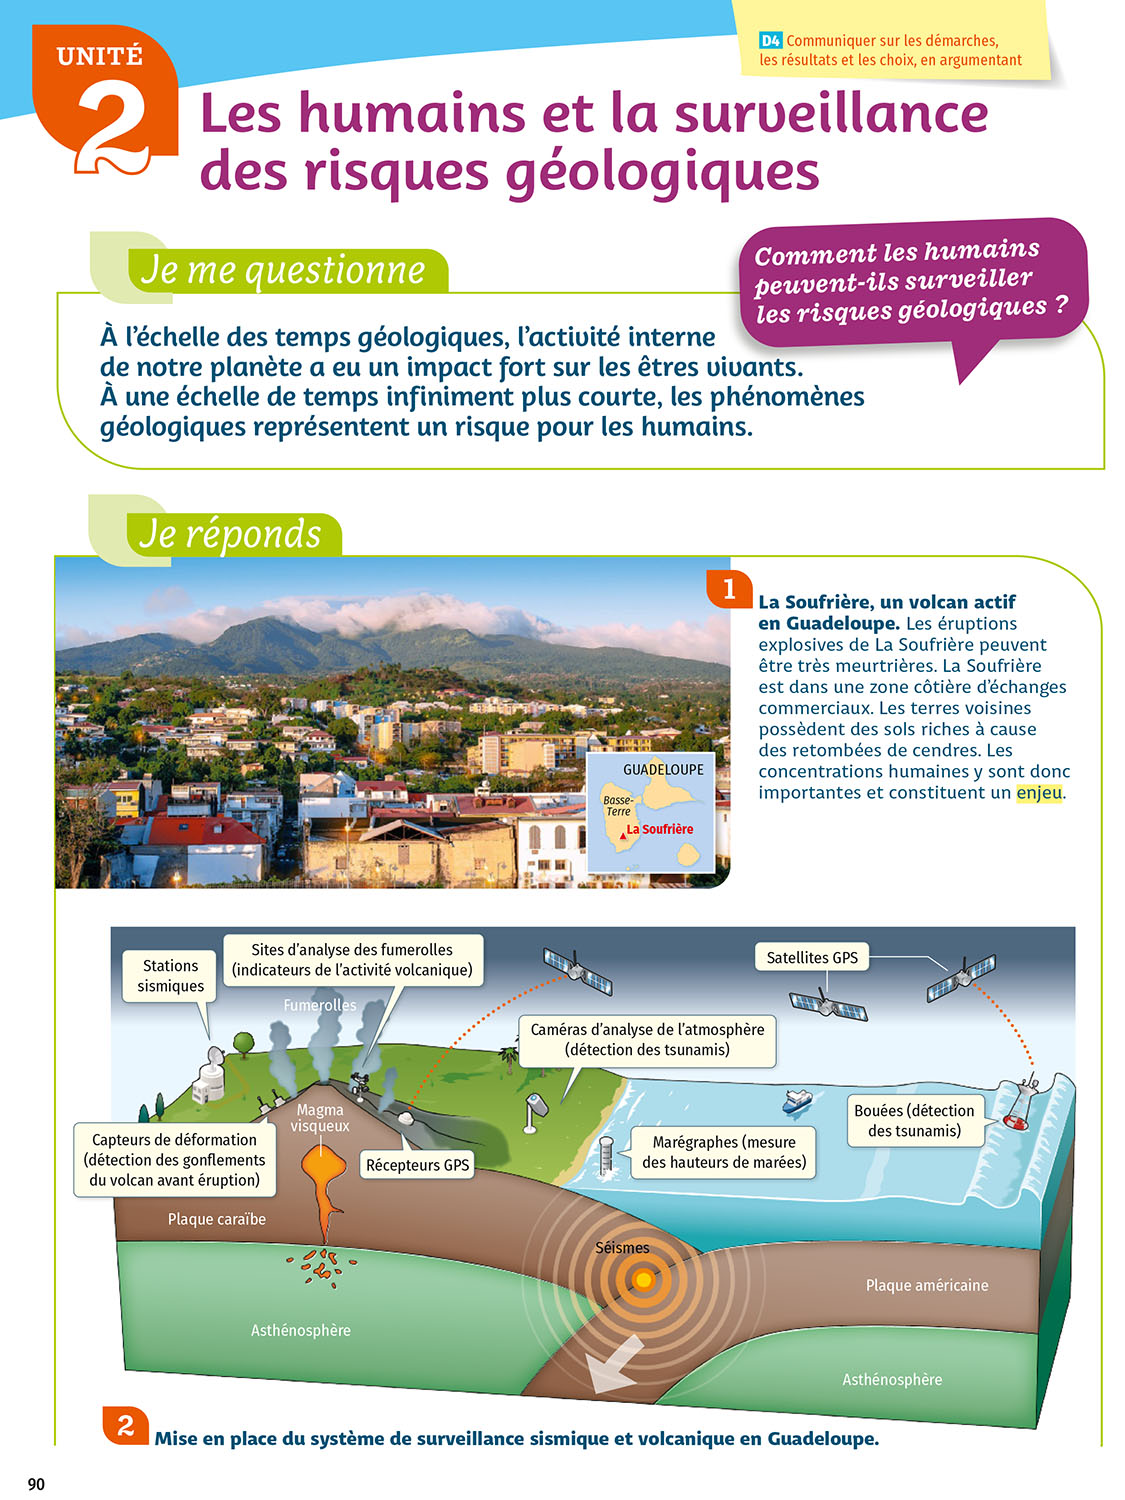 UNITÉ
2
D4 Communiquer sur les démarches,
les résultats et les choix, en argumentant
Les humains et la surveillance
des risques géologiques
Je me questionne
Comment les humains
peuvent-ils surveiller
les risques géologiques ?
À l'échelle des temps géologiques, l'activité interne
de notre planète a eu un impact fort sur les êtres vivants.
À une échelle de temps infiniment plus courte, les phénomènes
géologiques représentent un risque pour les humains.
Je réponds
1
La Soufrière, un volcan actif
en Guadeloupe. Les éruptions
explosives de La Soufrière peuvent
être très meurtrières. La Soufrière
est dans une zone côtière d'échanges
commerciaux. Les terres voisines
possèdent des sols riches à cause
des retombées de cendres. Les
concentrations humaines y sont donc
importantes et constituent un enjeu.
GUADELOUPE
Basse-
Terre
La Soufrière
Stations
sismiques
Sites d'analyse des fumerolles
(indicateurs de l'activité volcanique)
Fumerolles
Satellites GPS
Caméras d'analyse de l'atmosphère
(détection des tsunamis)
Magma
visqueux
Capteurs de déformation
(détection des gonflements
du volcan avant éruption)
Récepteurs GPS
Marégraphes (mesure
des hauteurs de marées)
Bouées (détection
des tsunamis)
Plaque caraïbe
Séismes
Plaque américaine
Asthénosphère
Asthénosphère
2
Mise en place du système de surveillance sismique et volcanique en Guadeloupe.
90